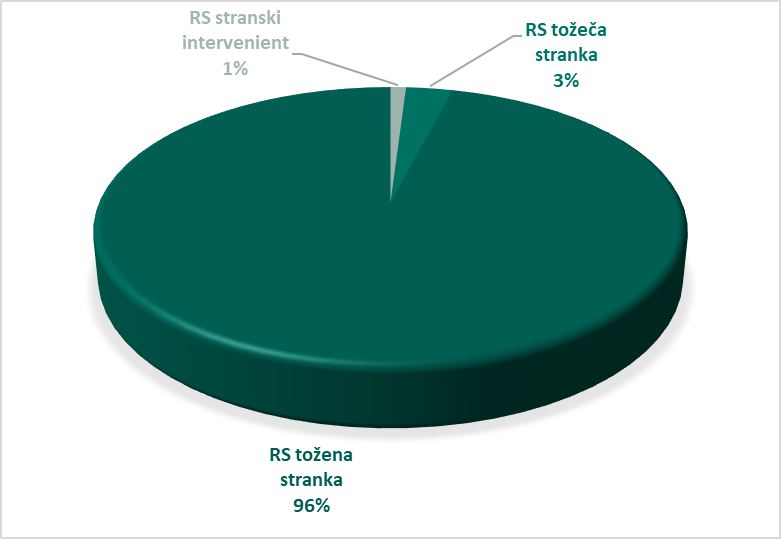 RS stranski
intervenient
1%
RS tožeča
stranka
3%
RS tožena
stranka
96%